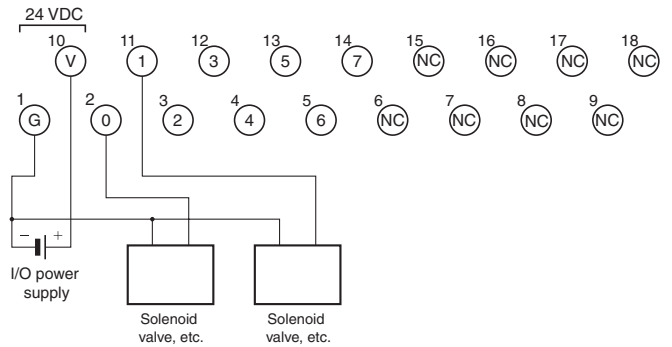 24 VDC
10 11 12 13 14 15 16 17 18
V 1 3 5 7 NC NC NC NC
1 2 3 4 5 6 7 8 9
G 0 2 4 6 NC NC NC NC
− +
I/O power
supply
Solenoid
valve, etc.
Solenoid
valve, etc.